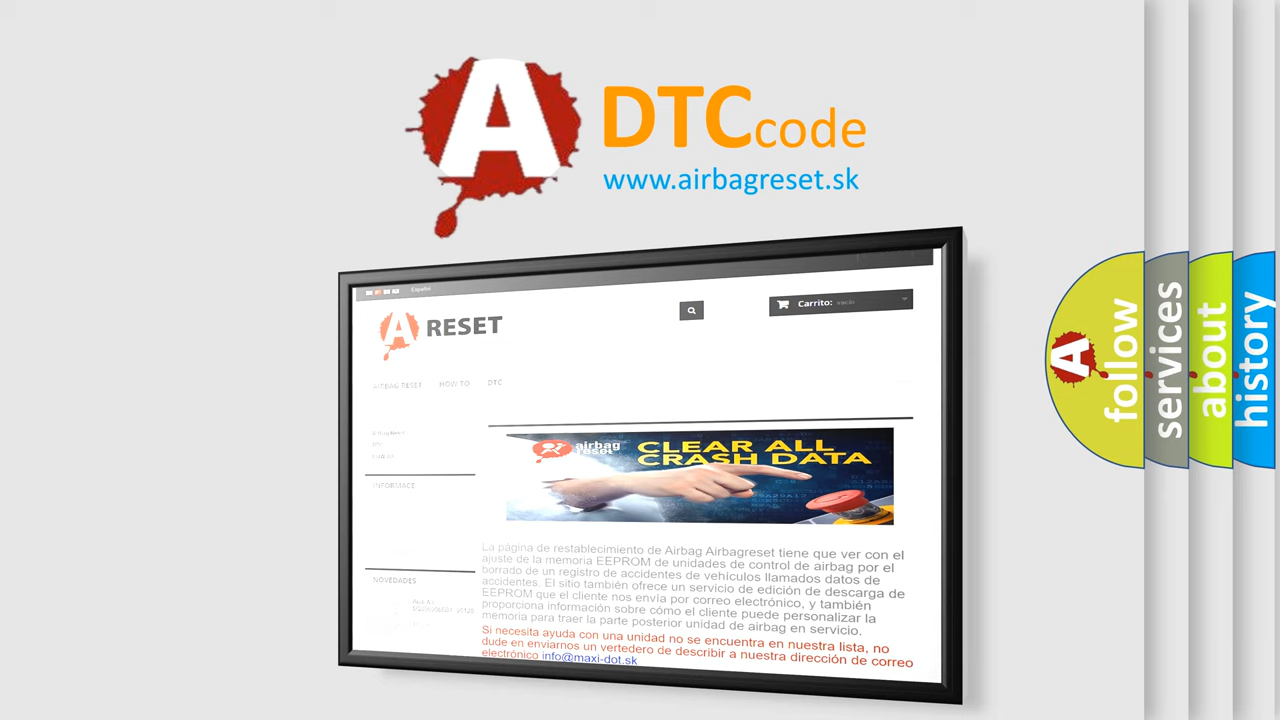 A
DTCcode
www.airbagreset.sk
Español
Carrito: vacío
A RESET
AIRBAG RESET HOW TO DTC
airbag
reset
CLEAR ALL
CRASH DATA
INFORMACE
La página de restablecimiento de Airbag Airbagreset tiene que ver con el
ajuste de la memoria EEPROM de unidades de control de airbag por el
borrado de un registro de accidentes de vehículos llamados datos de
accidentes. El sitio también ofrece un servicio de edición de descarga de
EEPROM que el cliente nos envía por correo electrónico, y también
proporciona información sobre cómo el cliente puede personalizar la
memoria para traer la parte posterior unidad de airbag en servicio.
NOVEDADES
Si necesita ayuda con una unidad no se encuentra en nuestra lista, no
dude en enviarnos un vertedero de describir a nuestra dirección de correo
electrónico info@maxi-dot.sk
A
follow
services
about
history